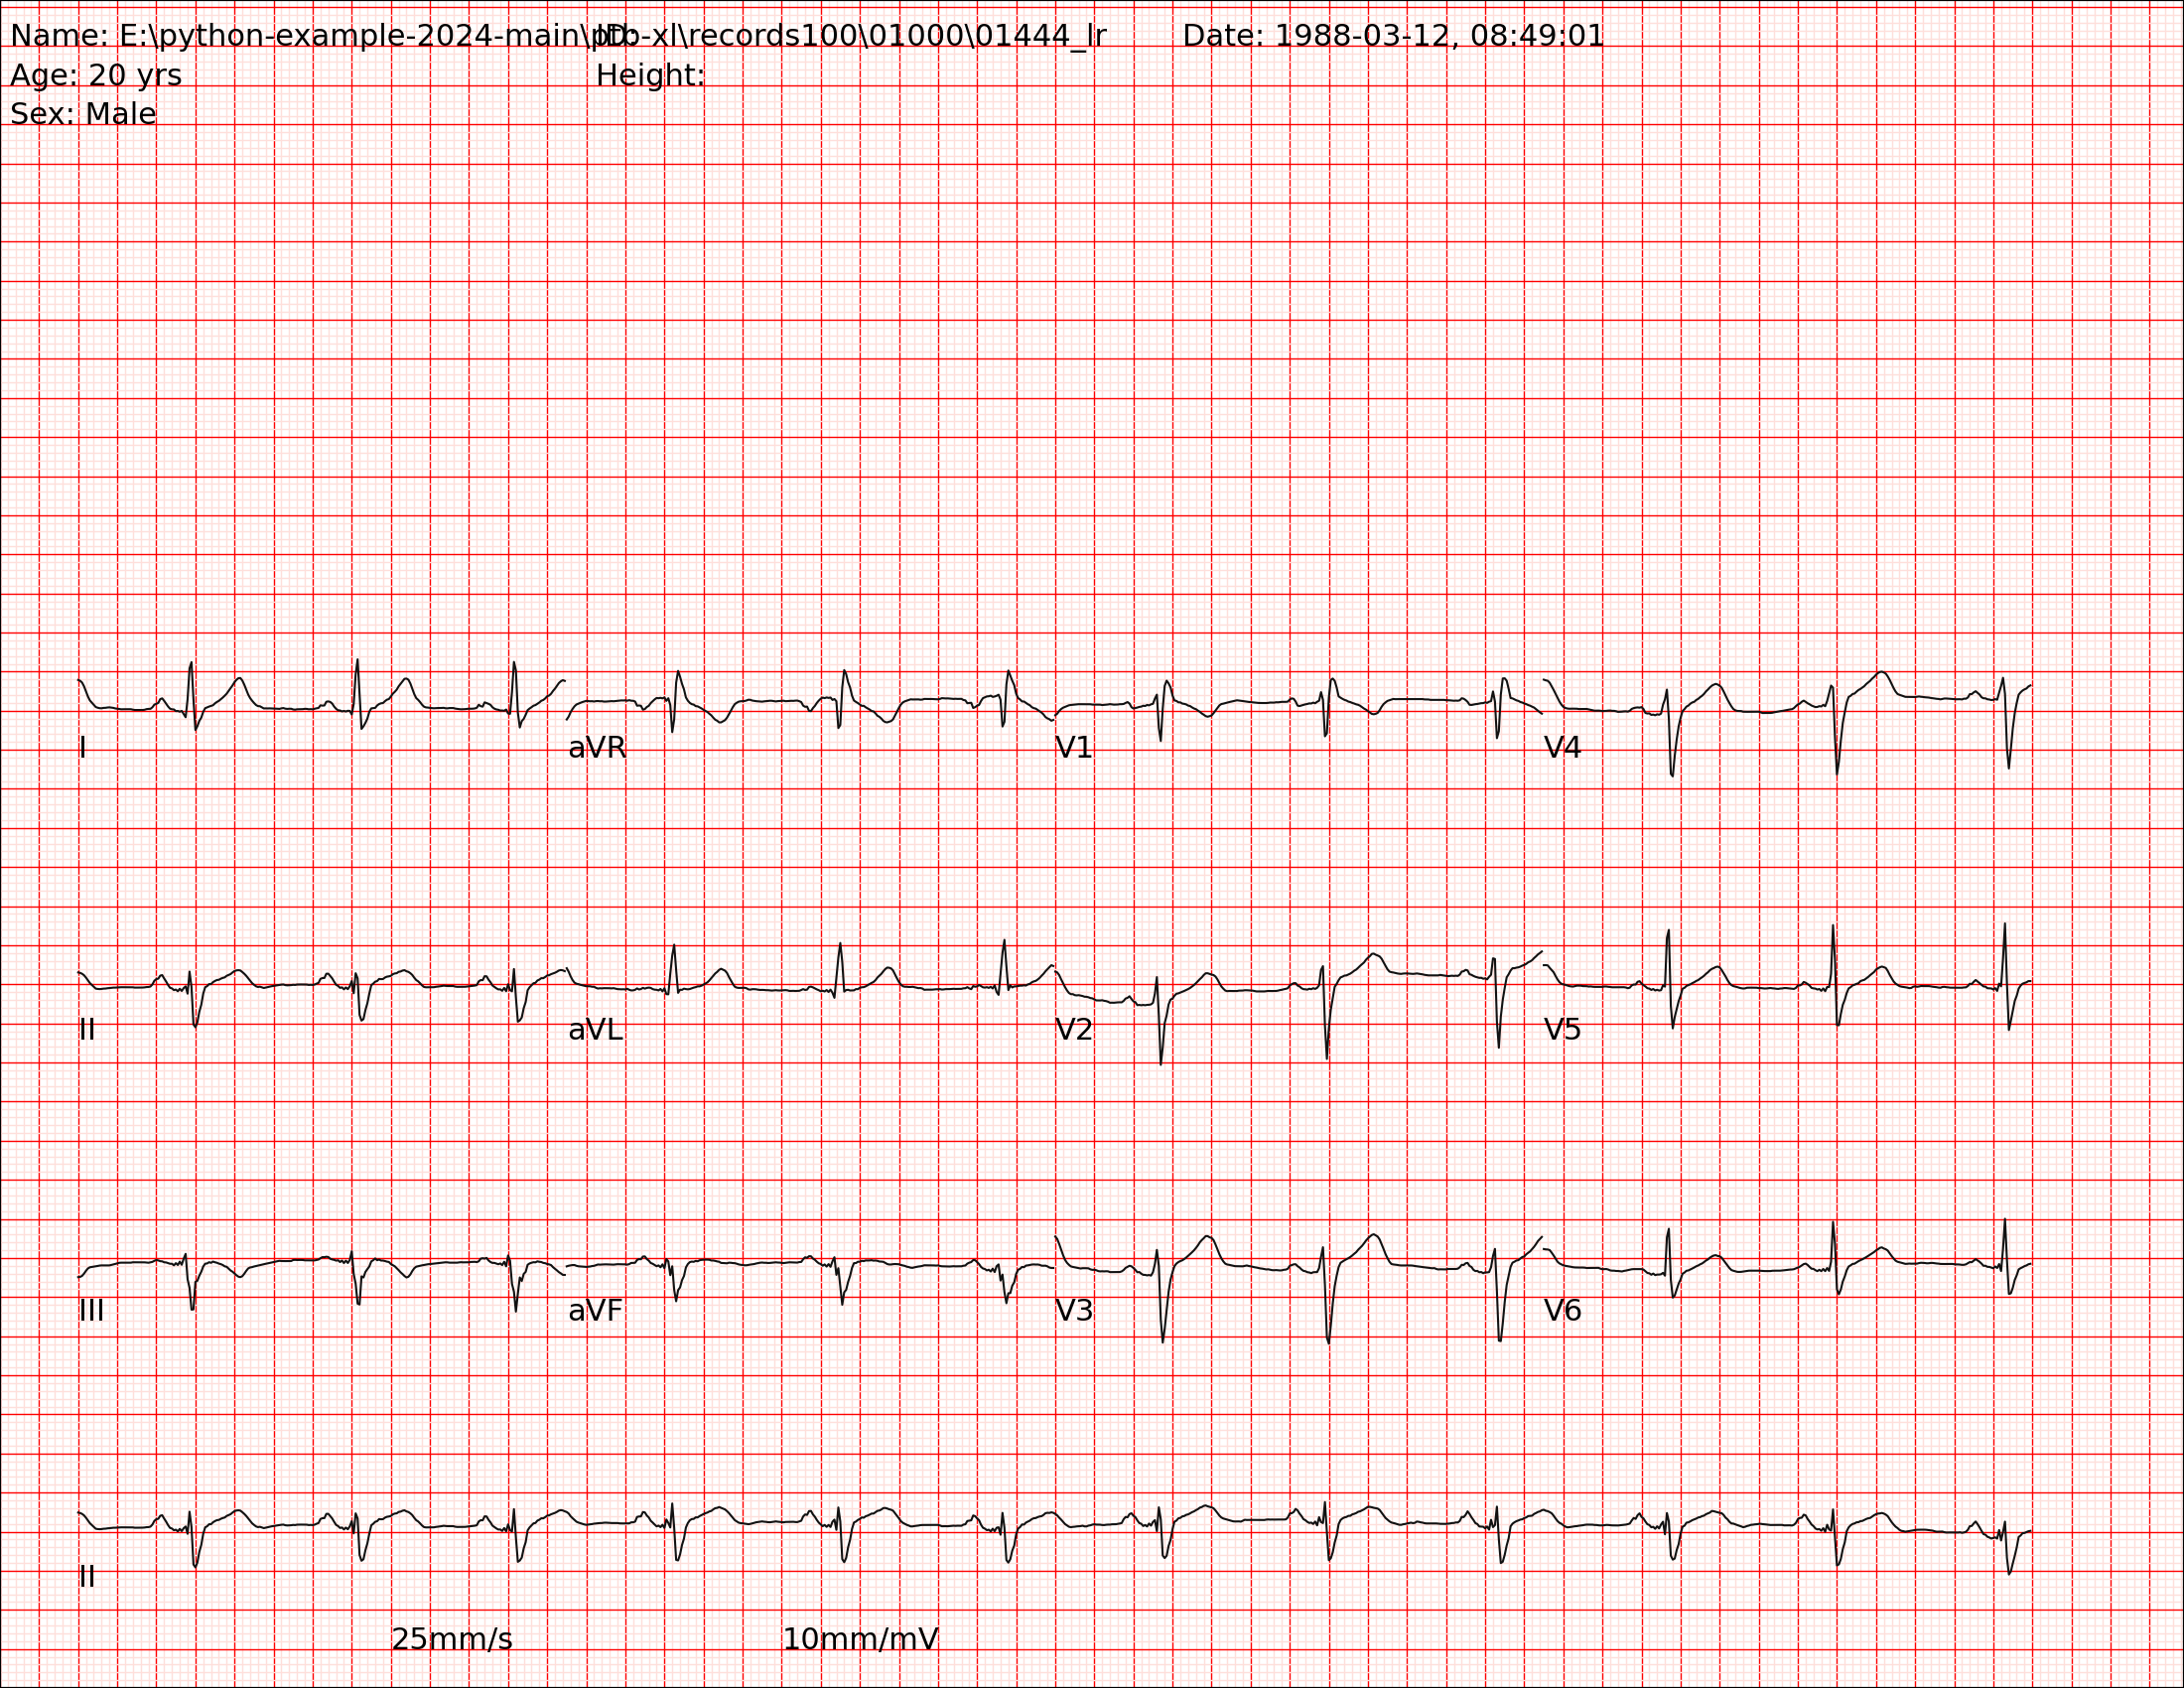 Name: E:\python-example-2024-main\ptb-xl\records100\01000\01444_lr ID: Date: 1988-03-12, 08:49:01
Age: 20 yrs Height:
Sex: Male
I aVR V1 V4
II aVL V2 V5
III aVF V3 V6
II
25mm/s 10mm/mV